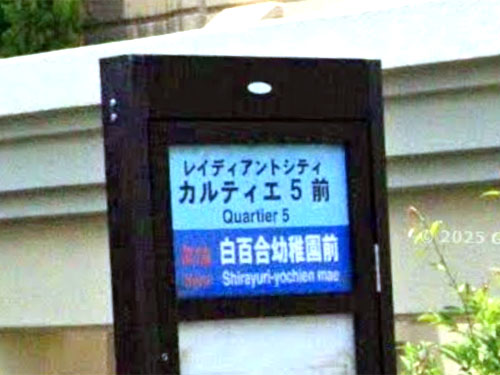 レイディアントシティ
カルティエ 5 前
Quartier 5
白百合幼稚園前
Shirayuri-yochien mae
© 2025 G